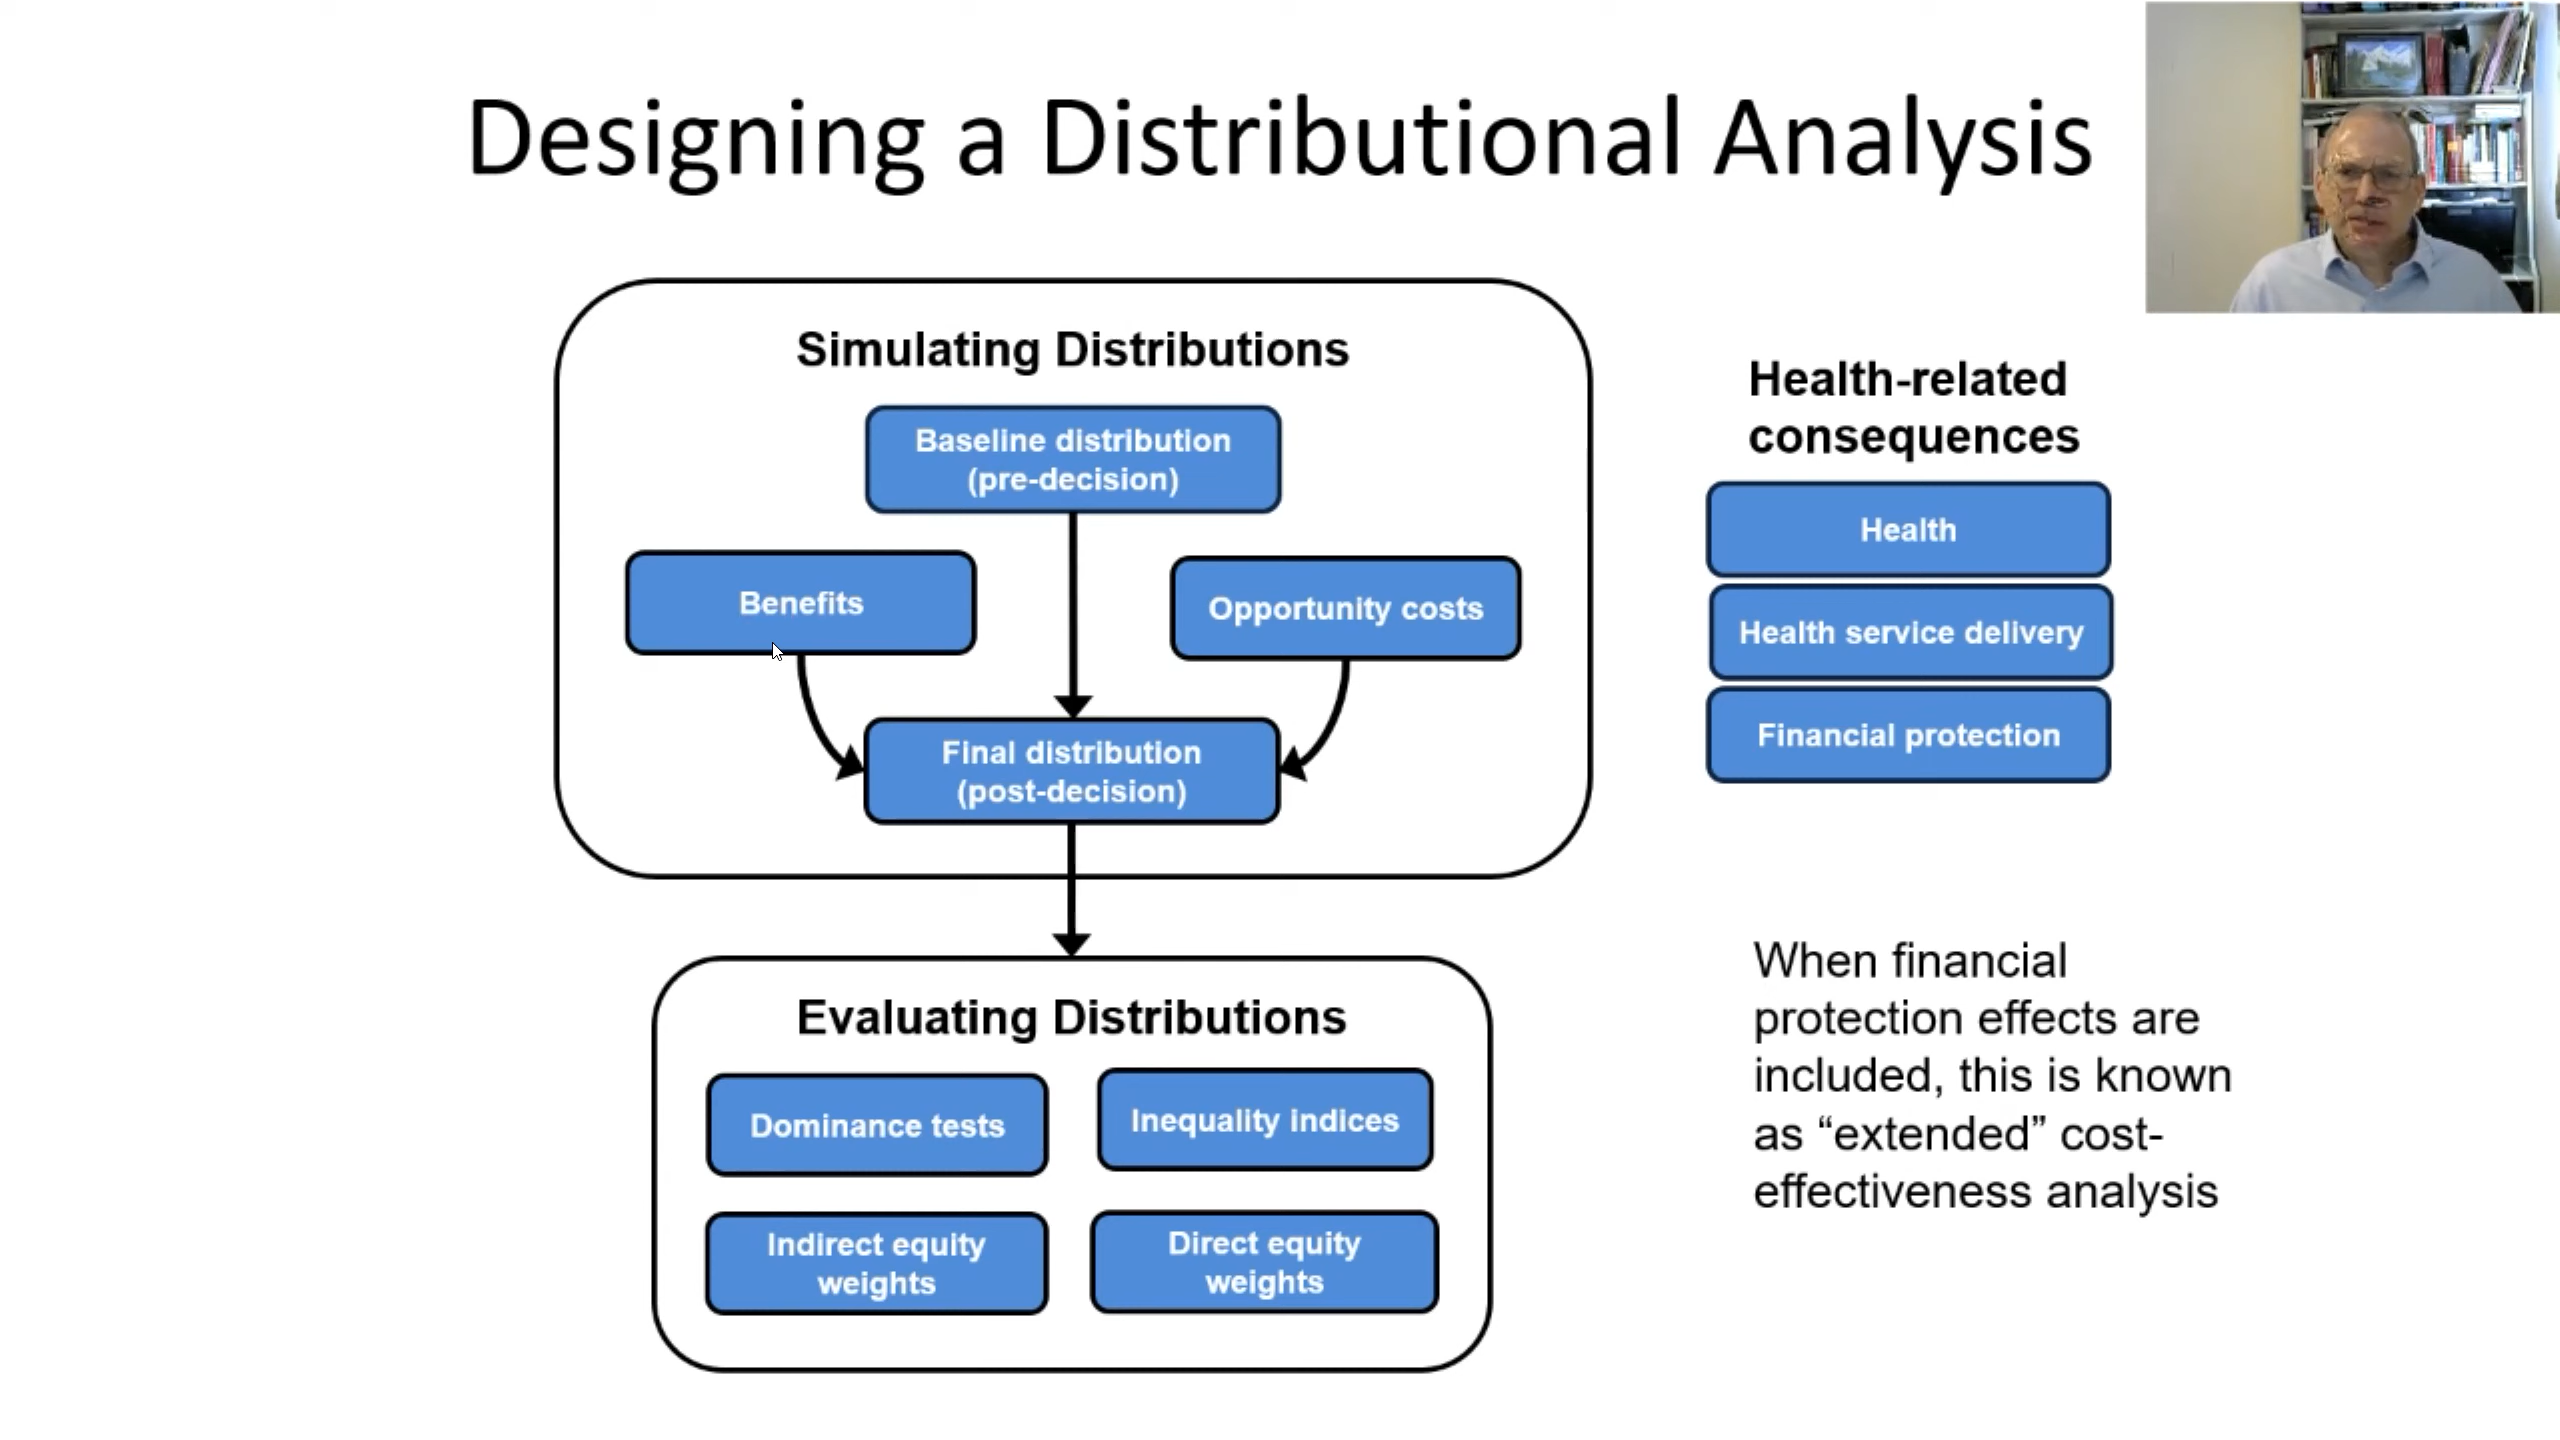 Designing a Distributional Analysis
Simulating Distributions
Baseline distribution
(pre-decision)
Benefits
Opportunity costs
Final distribution
(post-decision)
Evaluating Distributions
Dominance tests
Inequality indices
Indirect equity
weights
Direct equity
weights
Health-related
consequences
Health
Health service delivery
Financial protection
When financial
protection effects are
included, this is known
as “extended” cost-
effectiveness analysis